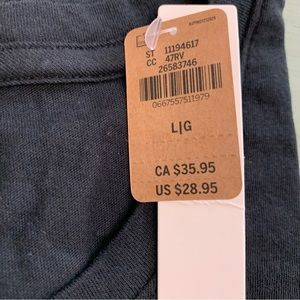 ST 11194617
CC 47RV
26583746
0667557511979
L|G
CA $35.95
US $28.95